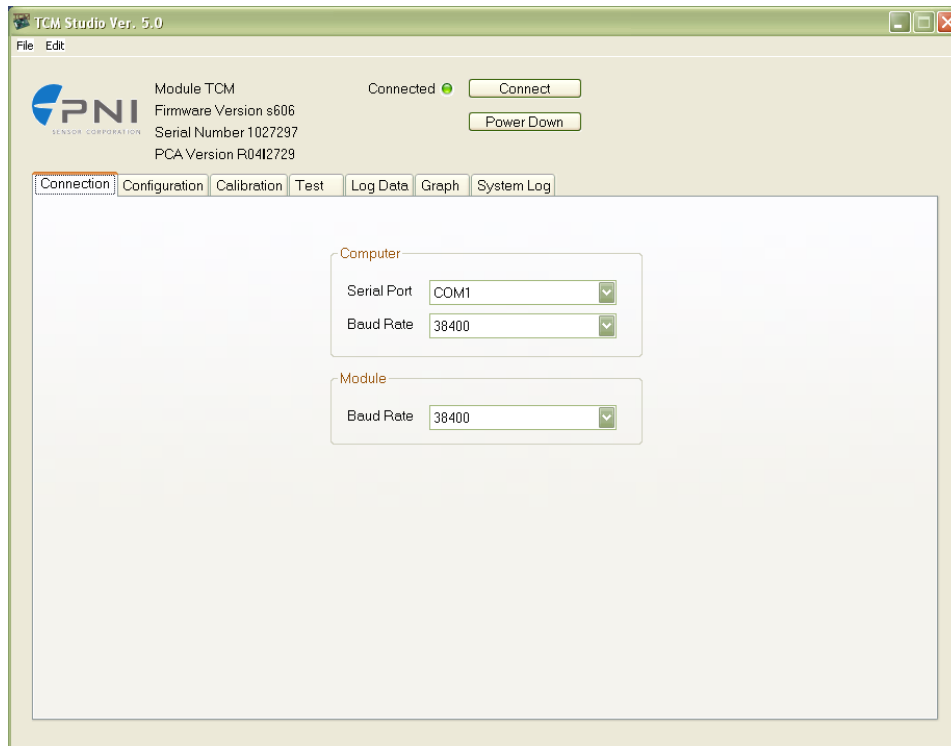 TCM Studio Ver. 5.0
File Edit
PNI
SENSOR CORPORATION
Module TCM
Firmware Version s606
Serial Number 1027297
PCA Version R04I2729
Connected
Connect
Power Down
Connection Configuration Calibration Test Log Data Graph System Log
Computer
Serial Port COM1
Baud Rate 38400
Module
Baud Rate 38400